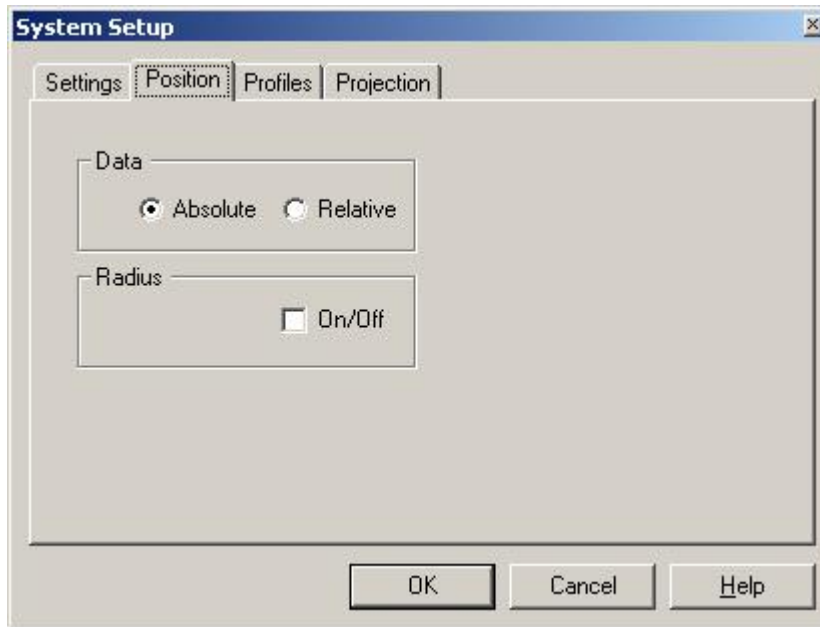 System Setup
Settings Position Profiles Projection
Data
Absolute Relative
Radius
On/Off
OK Cancel Help